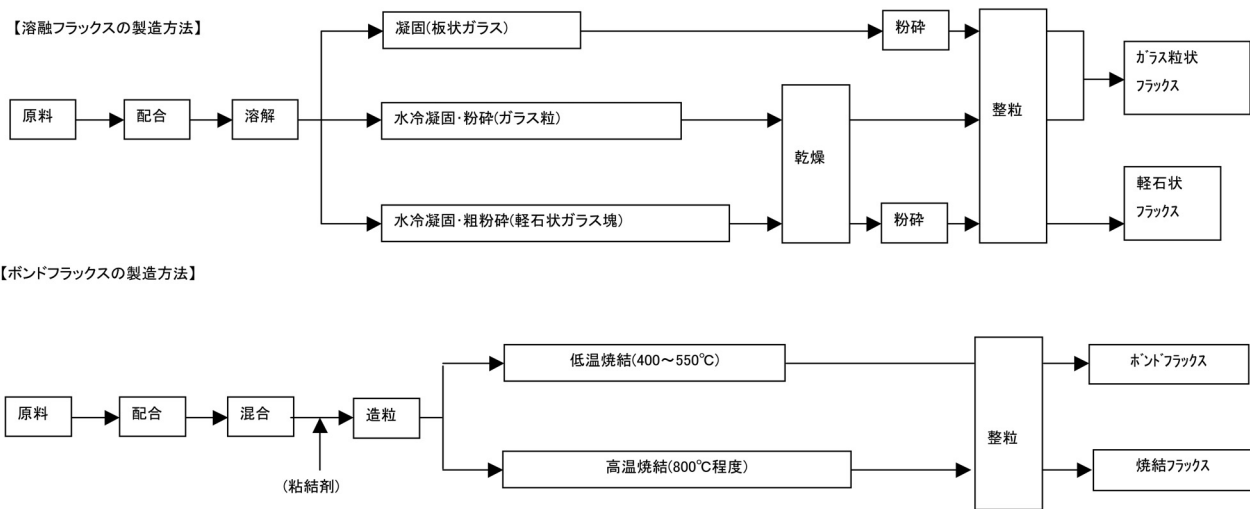 【溶融フラックスの製造方法】
凝固(板状ガラス)
粉砕
原料
配合
溶解
水冷凝固・粉砕(ガラス粒)
乾燥
整粒
ガラス粒状
フラックス
水冷凝固・粗粉砕(軽石状ガラス塊)
粉砕
軽石状
フラックス
【ボンドフラックスの製造方法】
低温焼結(400～550℃)
ボンドフラックス
原料
配合
混合
造粒
整粒
高温焼結(800℃程度)
焼結フラックス
(粘結剤)